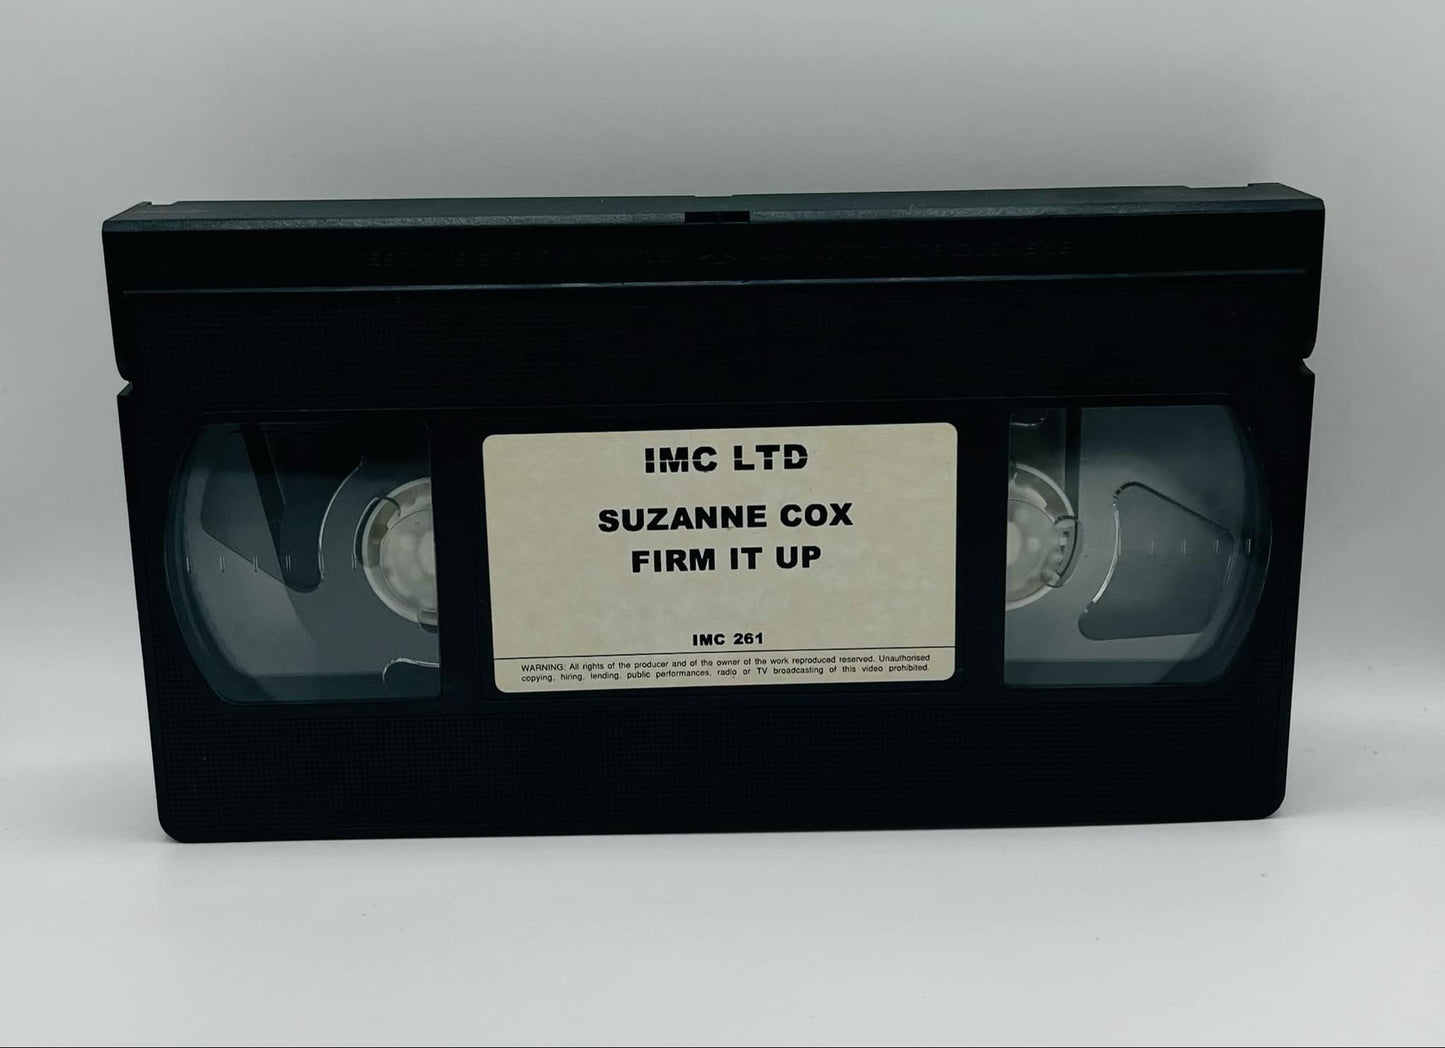 IMC LTD
SUZANNE COX
FIRM IT UP
IMC 261
WARNING: All rights of the producer and of the owner of the work reproduced reserved. Unauthorised
copying, hiring, lending, public performances, radio or TV broadcasting of this video prohibited.